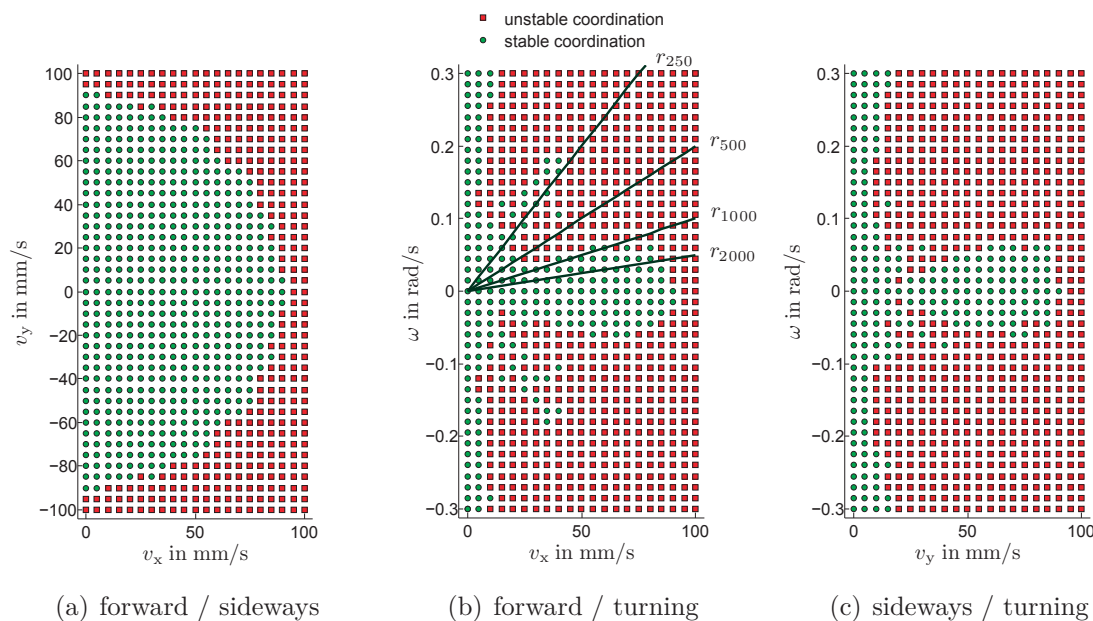 unstable coordination
stable coordination
100
80
60
40
20
0
−20
−40
−60
−80
−100
v_y in mm/s
0 50 100
v_x in mm/s
(a) forward / sideways
r_250
r_500
r_1000
r_2000
0.3
0.2
0.1
0
−0.1
−0.2
−0.3
ω in rad/s
0 50 100
v_x in mm/s
(b) forward / turning
0.3
0.2
0.1
0
−0.1
−0.2
−0.3
ω in rad/s
0 50 100
v_y in mm/s
(c) sideways / turning